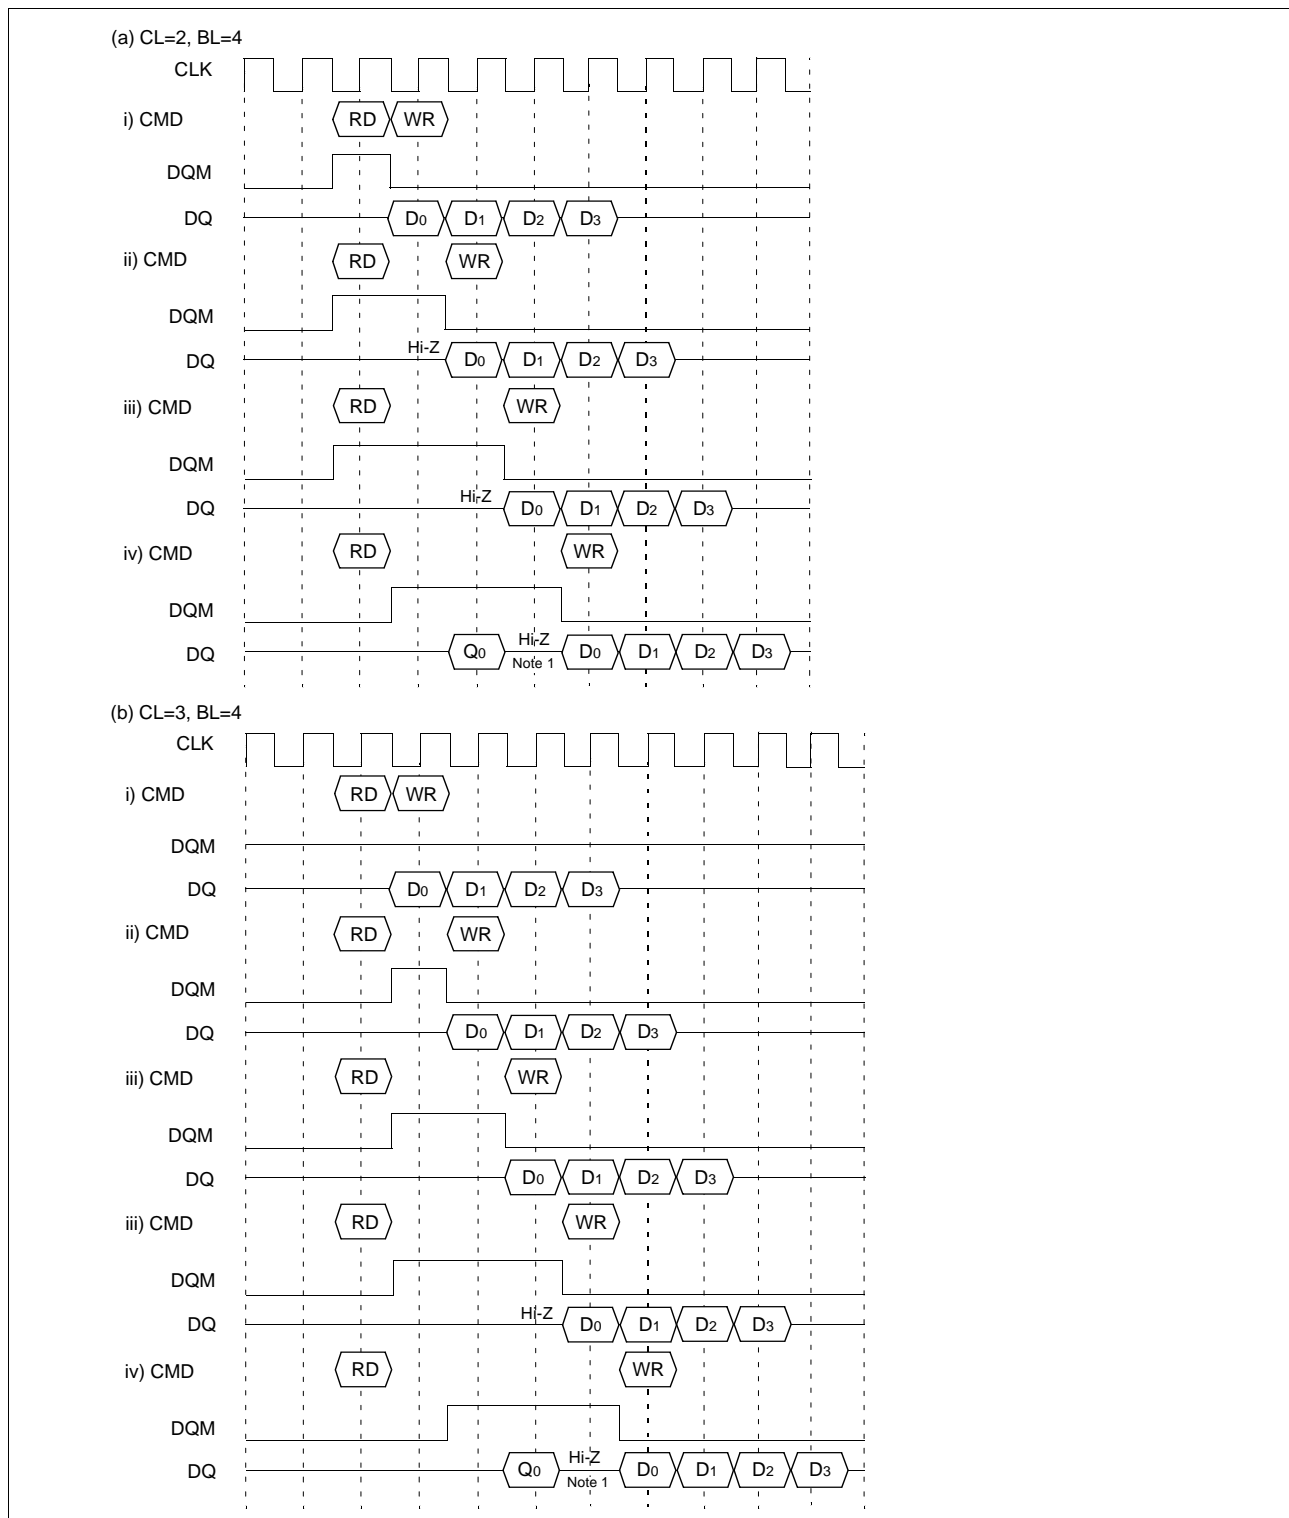 (a) CL=2, BL=4
CLK
i) CMD RD WR
DQM
DQ D0 D1 D2 D3
ii) CMD RD WR
DQM
DQ Hi-Z D0 D1 D2 D3
iii) CMD RD WR
DQM
DQ Hi-Z D0 D1 D2 D3
iv) CMD RD WR
DQM
DQ Q0 Hi-Z Note 1 D0 D1 D2 D3
(b) CL=3, BL=4
CLK
i) CMD RD WR
DQM
DQ D0 D1 D2 D3
ii) CMD RD WR
DQM
DQ D0 D1 D2 D3
iii) CMD RD WR
DQM
DQ D0 D1 D2 D3
iii) CMD RD WR
DQM
DQ Hi-Z D0 D1 D2 D3
iv) CMD RD WR
DQM
DQ Q0 Hi-Z Note 1 D0 D1 D2 D3